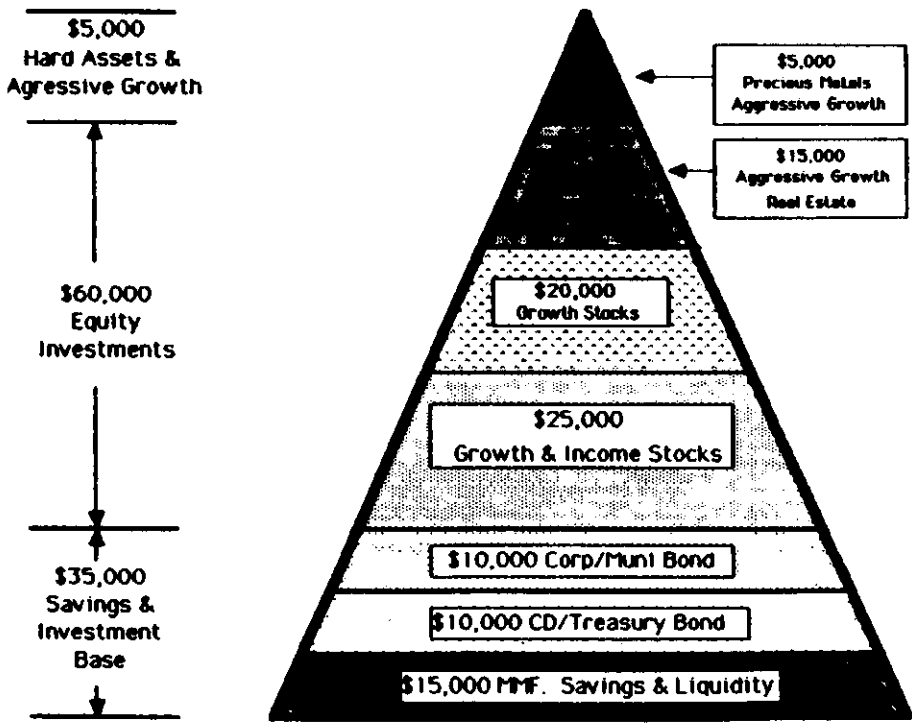 $5,000
Hard Assets &
Agressive Growth
$60,000
Equity
Investments
$35,000
Savings &
Investment
Base
$5,000
Precious Metals
Aggressive Growth
$15,000
Aggressive Growth
Real Estate
$20,000
Growth Stocks
$25,000
Growth & Income Stocks
$10,000 Corp/Muni Bond
$10,000 CD/Treasury Bond
$15,000 MMF. Savings & Liquidity